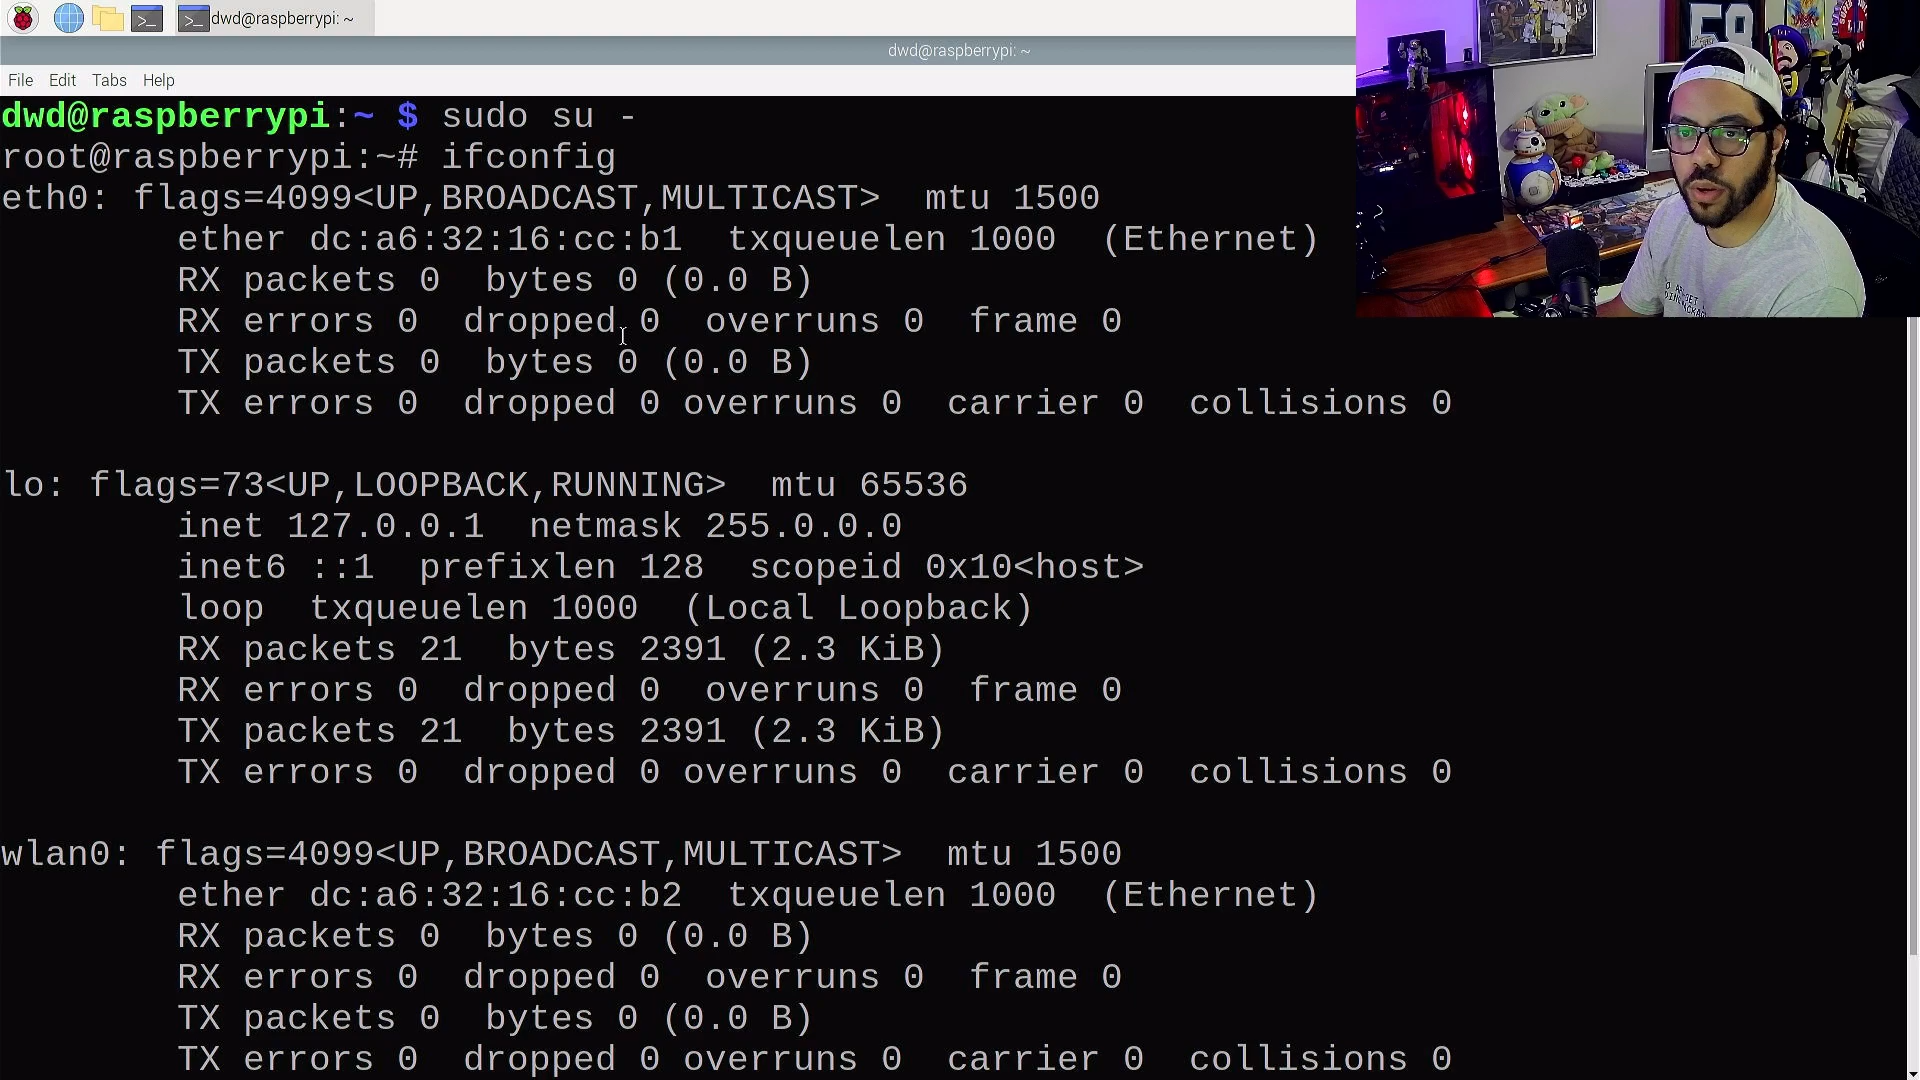 dwd@raspberrypi: ~
dwd@raspberrypi: ~
File Edit Tabs Help
dwd@raspberrypi:~ $ sudo su -
root@raspberrypi:~# ifconfig
eth0: flags=4099<UP,BROADCAST,MULTICAST>  mtu 1500
        ether dc:a6:32:16:cc:b1  txqueuelen 1000  (Ethernet)
        RX packets 0  bytes 0 (0.0 B)
        RX errors 0  dropped 0  overruns 0  frame 0
        TX packets 0  bytes 0 (0.0 B)
        TX errors 0  dropped 0 overruns 0  carrier 0  collisions 0
lo: flags=73<UP,LOOPBACK,RUNNING>  mtu 65536
        inet 127.0.0.1  netmask 255.0.0.0
        inet6 ::1  prefixlen 128  scopeid 0x10<host>
        loop  txqueuelen 1000  (Local Loopback)
        RX packets 21  bytes 2391 (2.3 KiB)
        RX errors 0  dropped 0  overruns 0  frame 0
        TX packets 21  bytes 2391 (2.3 KiB)
        TX errors 0  dropped 0 overruns 0  carrier 0  collisions 0
wlan0: flags=4099<UP,BROADCAST,MULTICAST>  mtu 1500
        ether dc:a6:32:16:cc:b2  txqueuelen 1000  (Ethernet)
        RX packets 0  bytes 0 (0.0 B)
        RX errors 0  dropped 0  overruns 0  frame 0
        TX packets 0  bytes 0 (0.0 B)
        TX errors 0  dropped 0 overruns 0  carrier 0  collisions 0
59